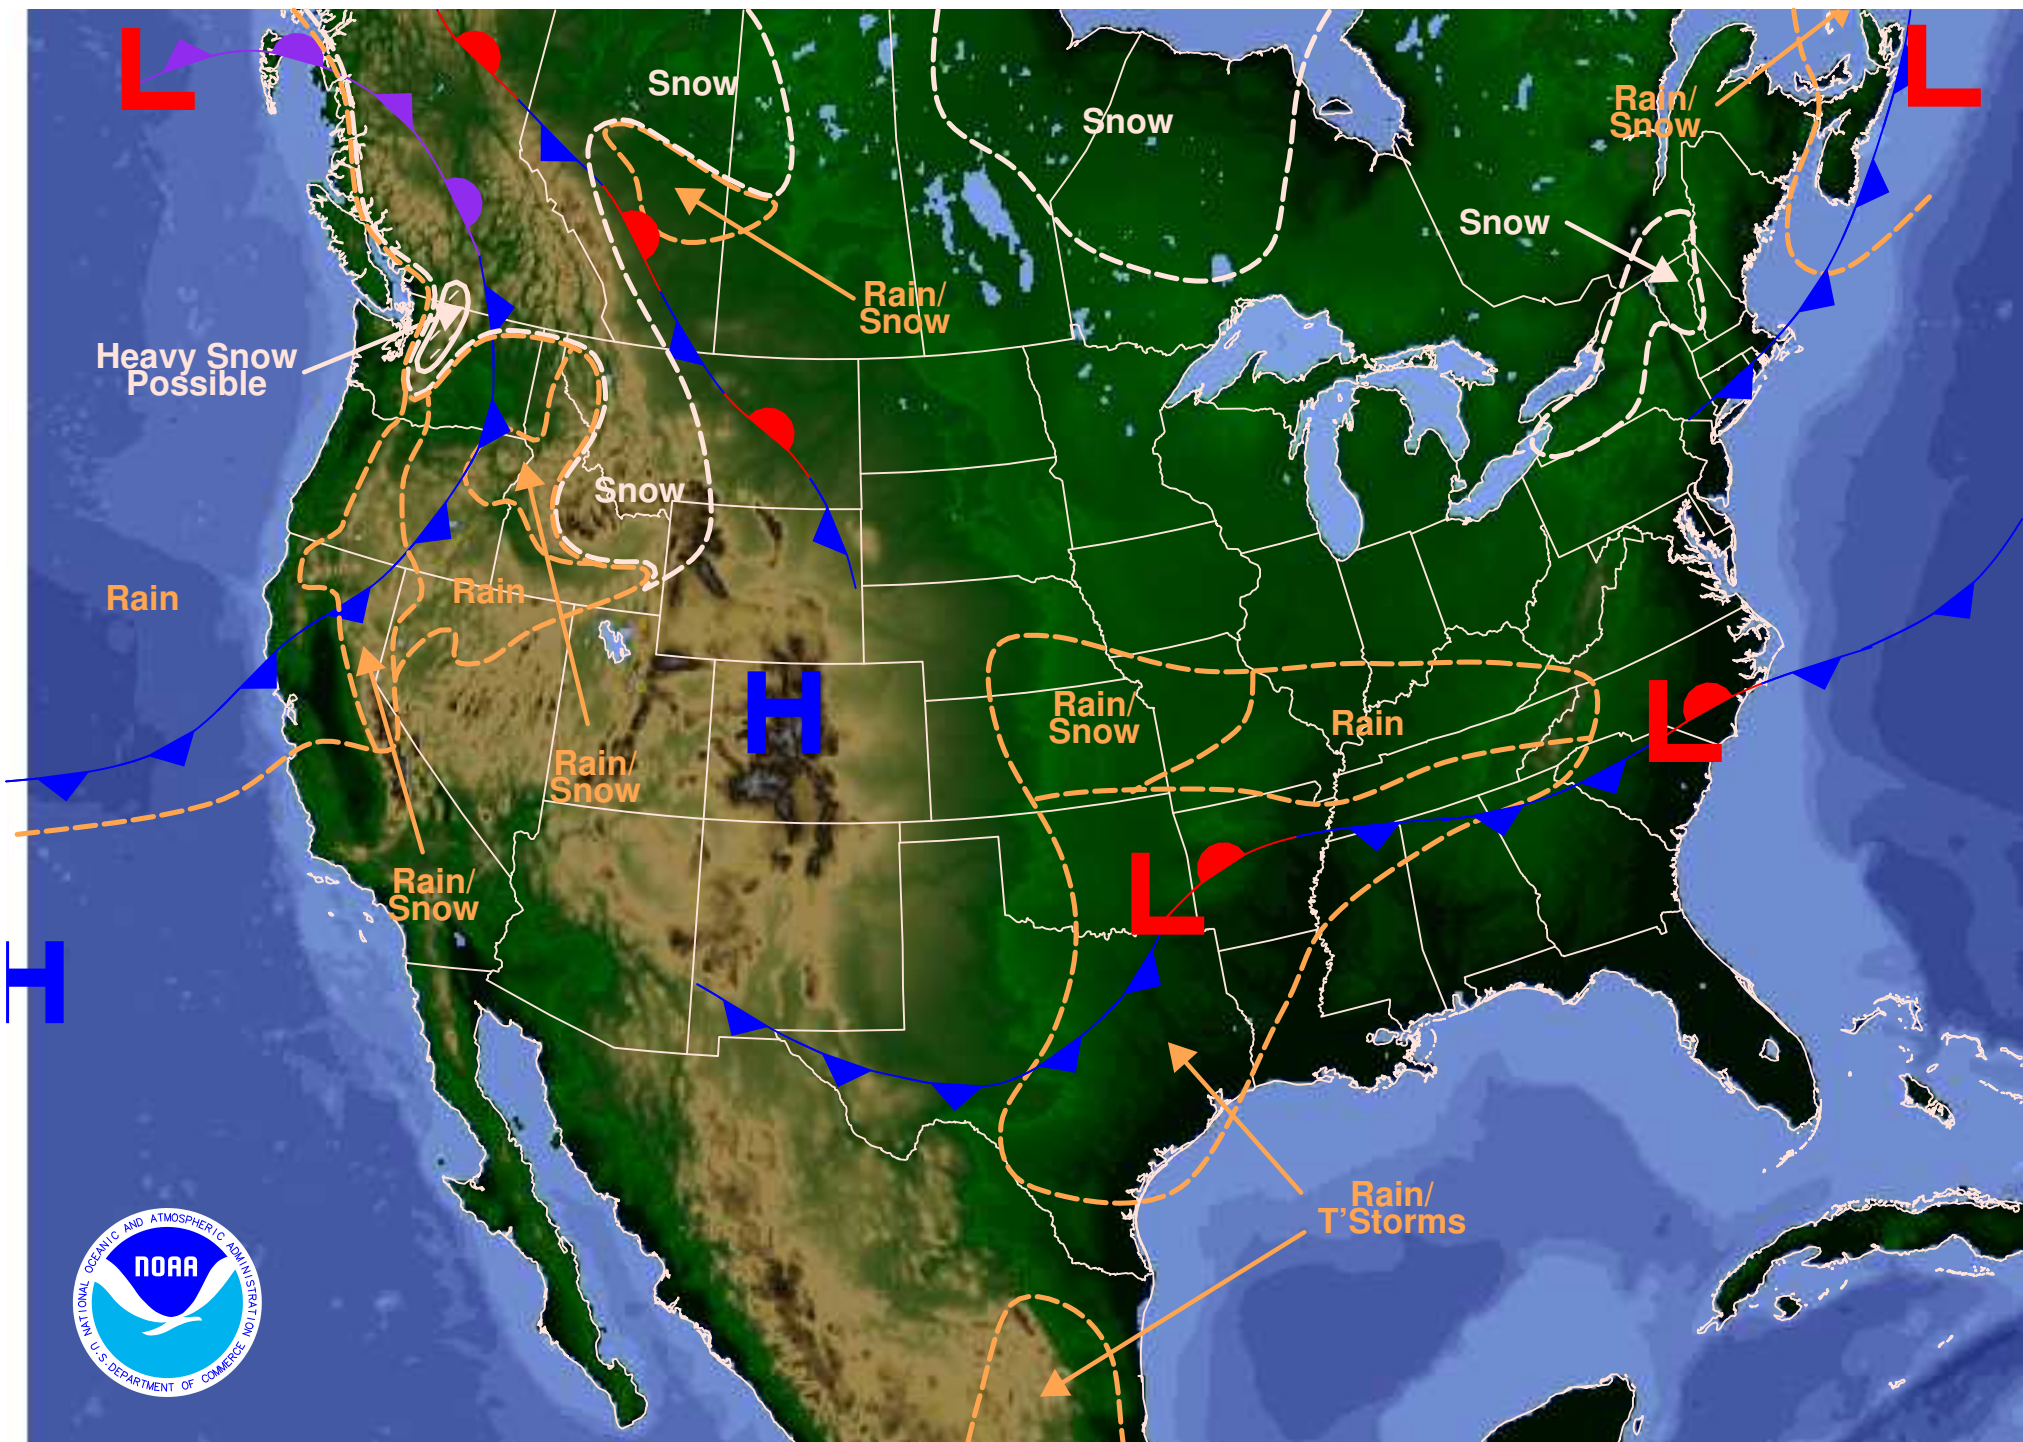 L
L
Snow
Snow
Rain/
Snow
Snow
Rain/
Snow
Heavy Snow
Possible
Snow
Rain
Rain
H
Rain/
Snow
Rain
L
Rain/
Snow
Rain/
Snow
L
H
Rain/
T'Storms
NATIONAL OCEANIC AND ATMOSPHERIC ADMINISTRATION
NOAA
U.S. DEPARTMENT OF COMMERCE